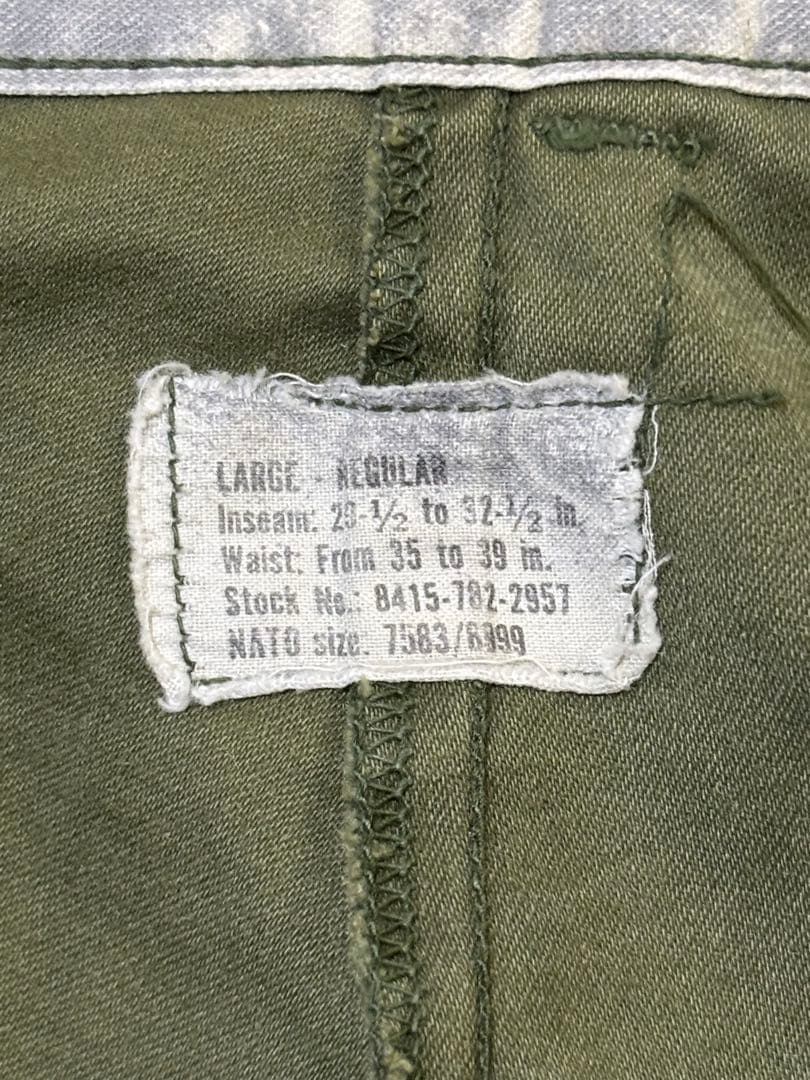 LARGE - REGULAR
Inseam: 29-½ to 32-½ in.
Waist: From 35 to 39 in.
Stock No.: 8415-782-2957
NATO size: 7583/8999